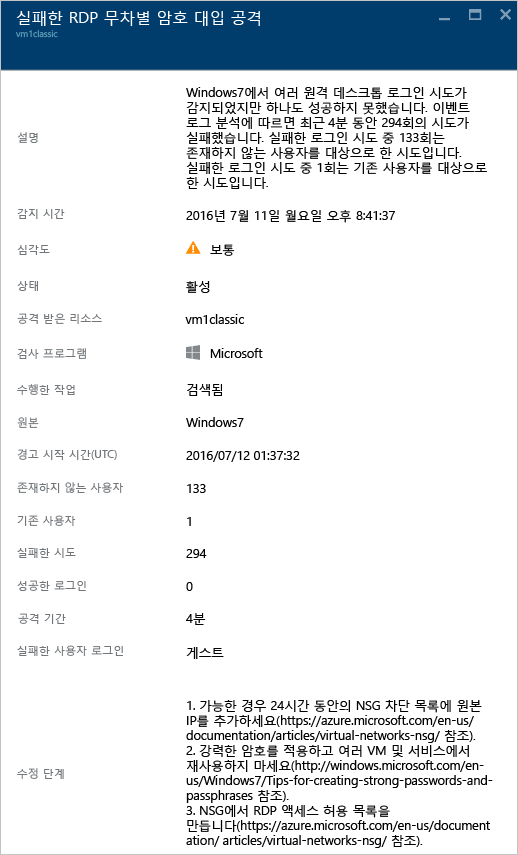 실패한 RDP 무차별 암호 대입 공격
vm1classic
설명
Windows7에서 여러 원격 데스크톱 로그인 시도가
감지되었지만 하나도 성공하지 못했습니다. 이벤트
로그 분석에 따르면 최근 4분 동안 294회의 시도가
실패했습니다. 실패한 로그인 시도 중 133회는
존재하지 않는 사용자를 대상으로 한 시도입니다.
실패한 로그인 시도 중 1회는 기존 사용자를 대상으로
한 시도입니다.
감지 시간
2016년 7월 11일 월요일 오후 8:41:37
심각도
보통
상태
활성
공격 받은 리소스
vm1classic
검사 프로그램
Microsoft
수행한 작업
검색됨
원본
Windows7
경고 시작 시간(UTC)
2016/07/12 01:37:32
존재하지 않는 사용자
133
기존 사용자
1
실패한 시도
294
성공한 로그인
0
공격 기간
4분
실패한 사용자 로그인
게스트
수정 단계
1. 가능한 경우 24시간 동안의 NSG 차단 목록에 원본
IP를 추가하세요(https://azure.microsoft.com/en-us/
documentation/articles/virtual-networks-nsg/ 참조).
2. 강력한 암호를 적용하고 여러 VM 및 서비스에서
재사용하지 마세요(http://windows.microsoft.com/en-
us/Windows7/Tips-for-creating-strong-passwords-and-
passphrases 참조).
3. NSG에서 RDP 액세스 허용 목록을
만듭니다(https://azure.microsoft.com/en-us/document
ation/ articles/virtual-networks-nsg/ 참조).